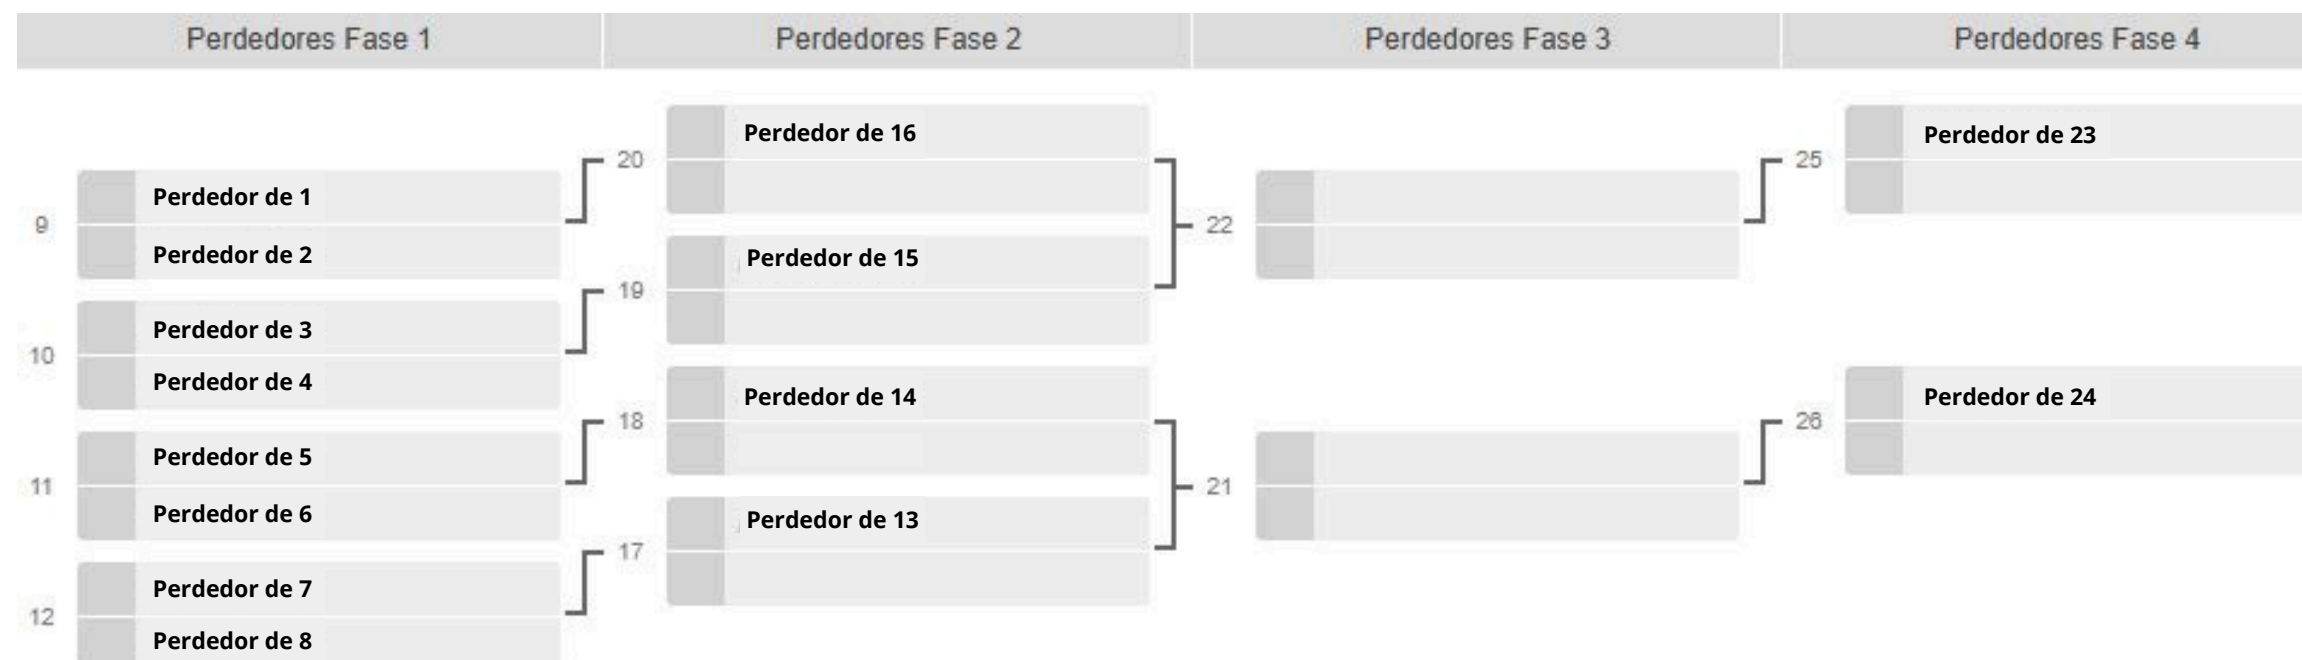 Perdedores Fase 1
Perdedores Fase 2
Perdedores Fase 3
Perdedores Fase 4
9
Perdedor de 1
Perdedor de 2
10
Perdedor de 3
Perdedor de 4
11
Perdedor de 5
Perdedor de 6
12
Perdedor de 7
Perdedor de 8
20
Perdedor de 16
19
Perdedor de 15
18
Perdedor de 14
17
Perdedor de 13
22
21
25
Perdedor de 23
26
Perdedor de 24